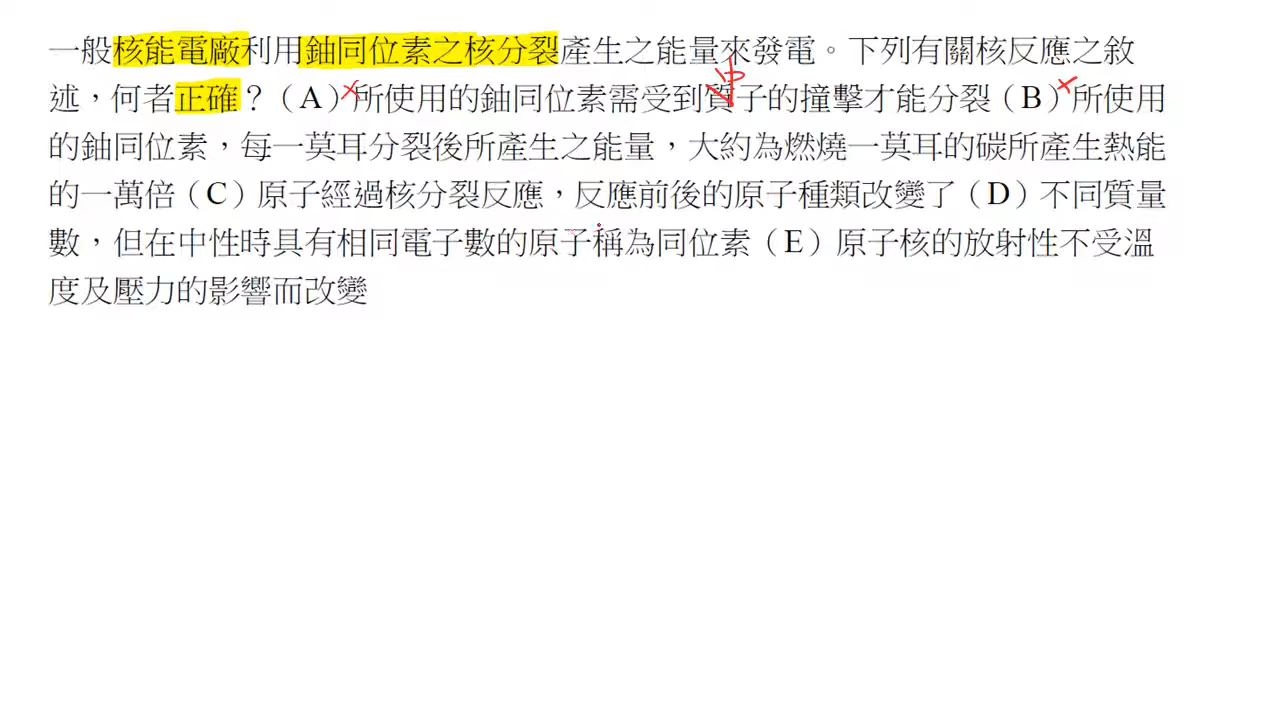 一般核能電廠利用鈾同位素之核分裂產生之能量來發電。下列有關核反應之敘
述，何者正確？（A）所使用的鈾同位素需受到質子的撞擊才能分裂（B）所使用
的鈾同位素，每一莫耳分裂後所產生之能量，大約為燃燒一莫耳的碳所產生熱能
的一萬倍（C）原子經過核分裂反應，反應前後的原子種類改變了（D）不同質量
數，但在中性時具有相同電子數的原子稱為同位素（E）原子核的放射性不受溫
度及壓力的影響而改變
中